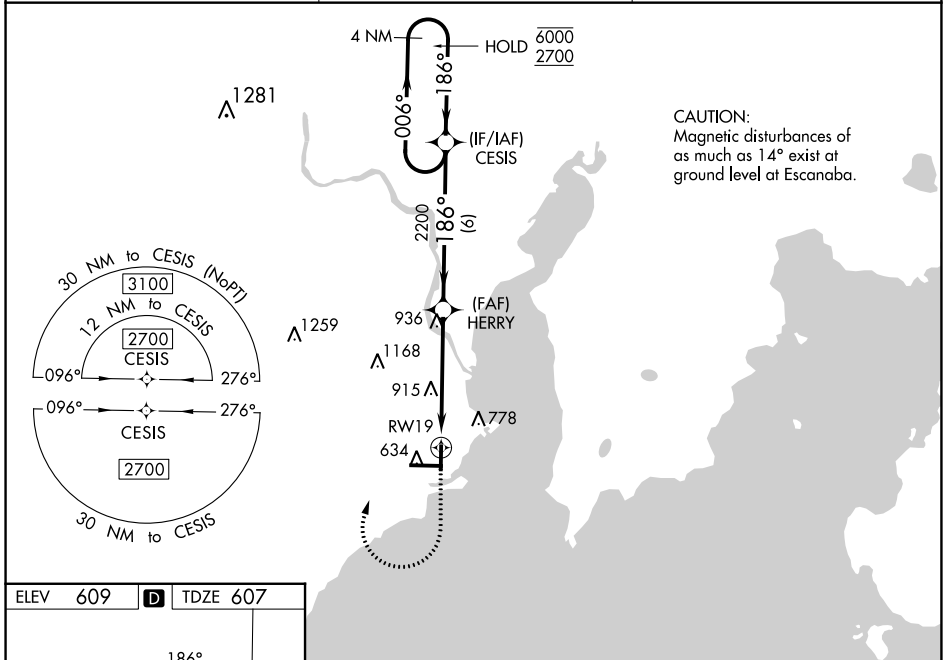 4 NM
HOLD
6000
2700
186°
006°
1281
(IF/IAF)
CESIS
CAUTION:
Magnetic disturbances of
as much as 14° exist at
ground level at Escanaba.
2200
186°
(6)
30 NM to CESIS (NoPT)
3100
12 NM to CESIS
2700
CESIS
096°
276°
096°
276°
CESIS
2700
30 NM to CESIS
1259
936
(FAF)
HERRY
1168
915
778
RW19
634
ELEV 609 D TDZE 607
186°